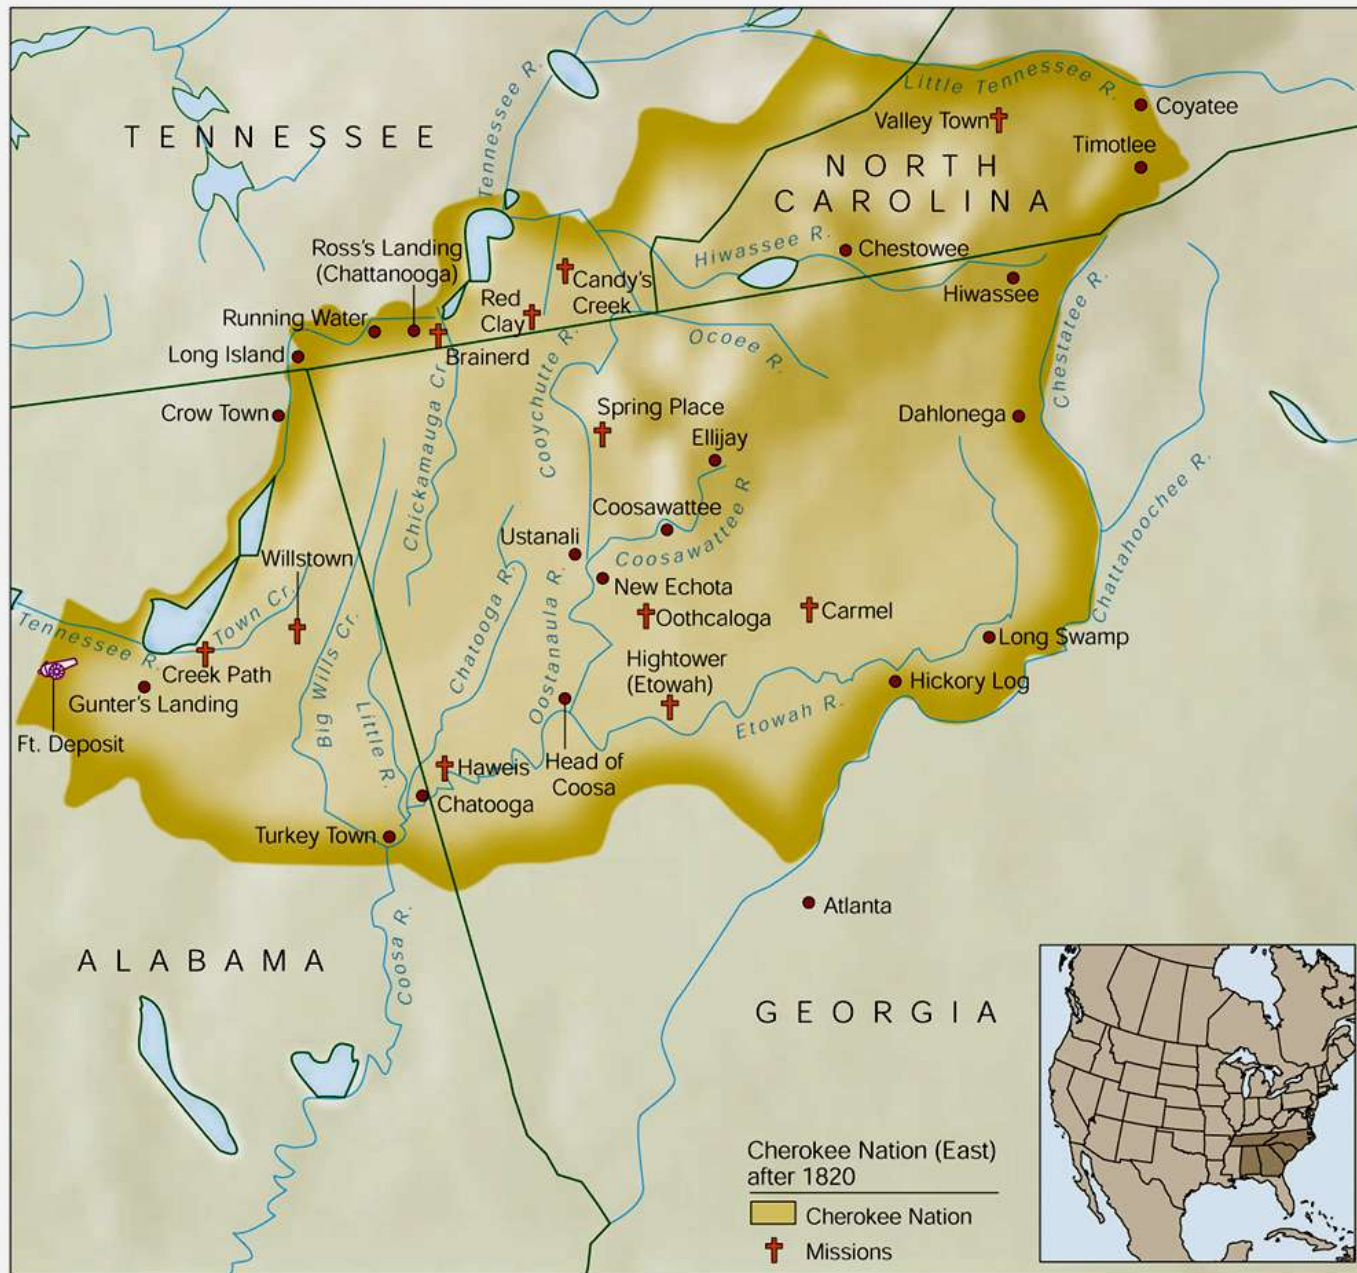 Tennessee R.
Little Tennessee R.
Coyatee
Valley Town
TENNESSEE
Timotlee
NORTH
CAROLINA
Hiwassee R.
Chestowee
Ross's Landing
(Chattanooga)
Candy's
Creek
Red
Clay
Hiwassee
Chestatee R.
Running Water
Long Island
Brainerd
Ocoee R.
Chickamauga Cr.
Cooychutte R.
Crow Town
Spring Place
Dahlonega
Ellijay
Chattahoochee R.
Coosawattee
Coosawattee R
Ustanali
Willstown
New Echota
Oothcaloga
Carmel
Tennessee R.
Town Cr.
Chatooga R.
Oostanaula R.
Long Swamp
Creek Path
Gunter's Landing
Hightower
(Etowah)
Hickory Log
Big Wills Cr.
Little R.
Etowah R.
Ft. Deposit
Haweis
Head of
Coosa
Chatooga
Turkey Town
Atlanta
Coosa R.
ALABAMA
GEORGIA
Cherokee Nation (East)
after 1820
Cherokee Nation
Missions